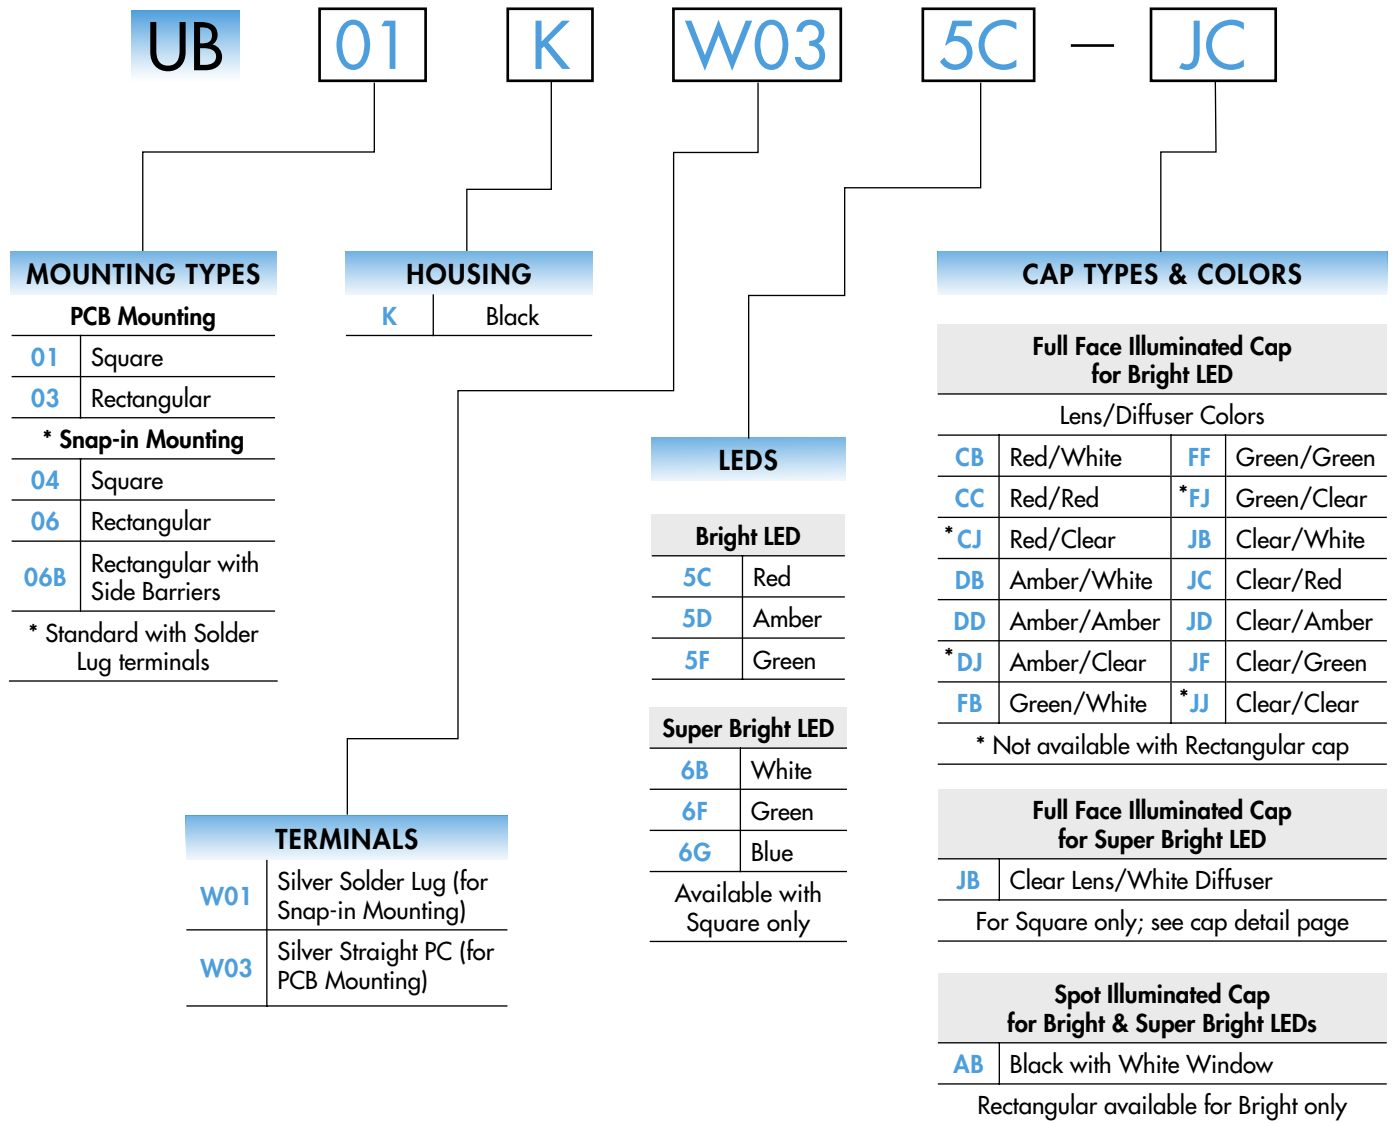 UB 01 K W03 5C — JC
MOUNTING TYPES
PCB Mounting
01 Square
03 Rectangular
* Snap-in Mounting
04 Square
06 Rectangular
06B Rectangular with
Side Barriers
* Standard with Solder
Lug terminals
HOUSING
K Black
TERMINALS
W01 Silver Solder Lug (for
Snap-in Mounting)
W03 Silver Straight PC (for
PCB Mounting)
LEDS
Bright LED
5C Red
5D Amber
5F Green
Super Bright LED
6B White
6F Green
6G Blue
Available with
Square only
CAP TYPES & COLORS
Full Face Illuminated Cap
for Bright LED
Lens/Diffuser Colors
CB Red/White FF Green/Green
CC Red/Red *FJ Green/Clear
*CJ Red/Clear JB Clear/White
DB Amber/White JC Clear/Red
DD Amber/Amber JD Clear/Amber
*DJ Amber/Clear JF Clear/Green
FB Green/White *JJ Clear/Clear
* Not available with Rectangular cap
Full Face Illuminated Cap
for Super Bright LED
JB Clear Lens/White Diffuser
For Square only; see cap detail page
Spot Illuminated Cap
for Bright & Super Bright LEDs
AB Black with White Window
Rectangular available for Bright only